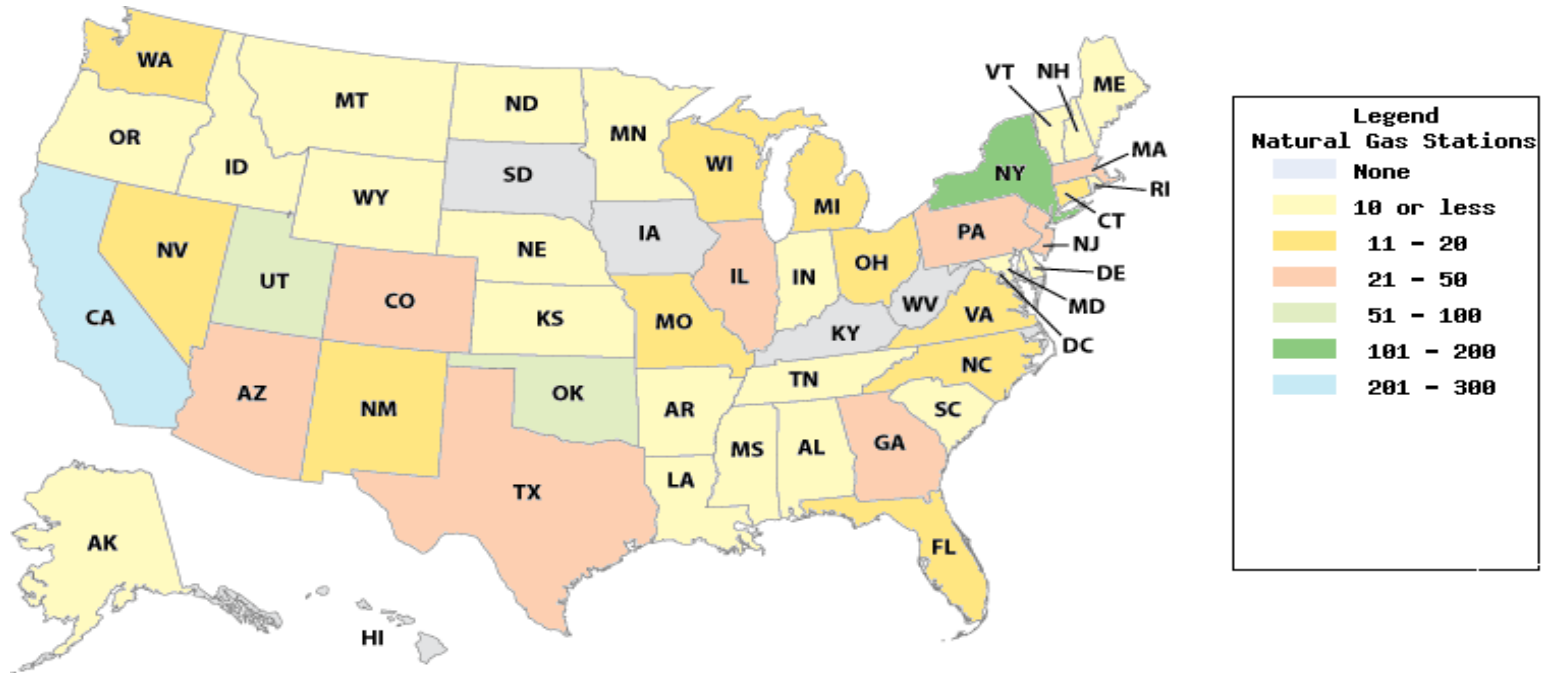 WA
MT
ND
MN
VT
NH
ME
OR
ID
SD
WI
MI
NY
MA
RI
WY
IA
CT
NV
NE
PA
NJ
UT
CO
IL
IN
OH
DE
CA
KS
MO
WV
MD
KY
VA
DC
AZ
NM
OK
TN
NC
AR
SC
TX
MS
AL
GA
LA
AK
FL
HI
Legend
Natural Gas Stations
None
10 or less
11 - 20
21 - 50
51 - 100
101 - 200
201 - 300